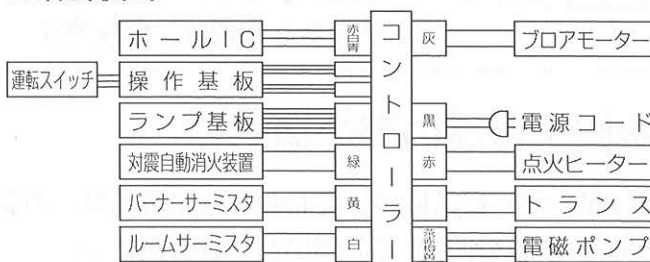 ホールIC
赤
白
青
コントローラー
灰
ブロアモーター
運転スイッチ
操作基板
ランプ基板
黒
電源コード
対震自動消火装置
緑
赤
点火ヒーター
バーナーサーミスタ
黄
トランス
ルームサーミスタ
白
茶
赤
橙
黄
電磁ポンプ